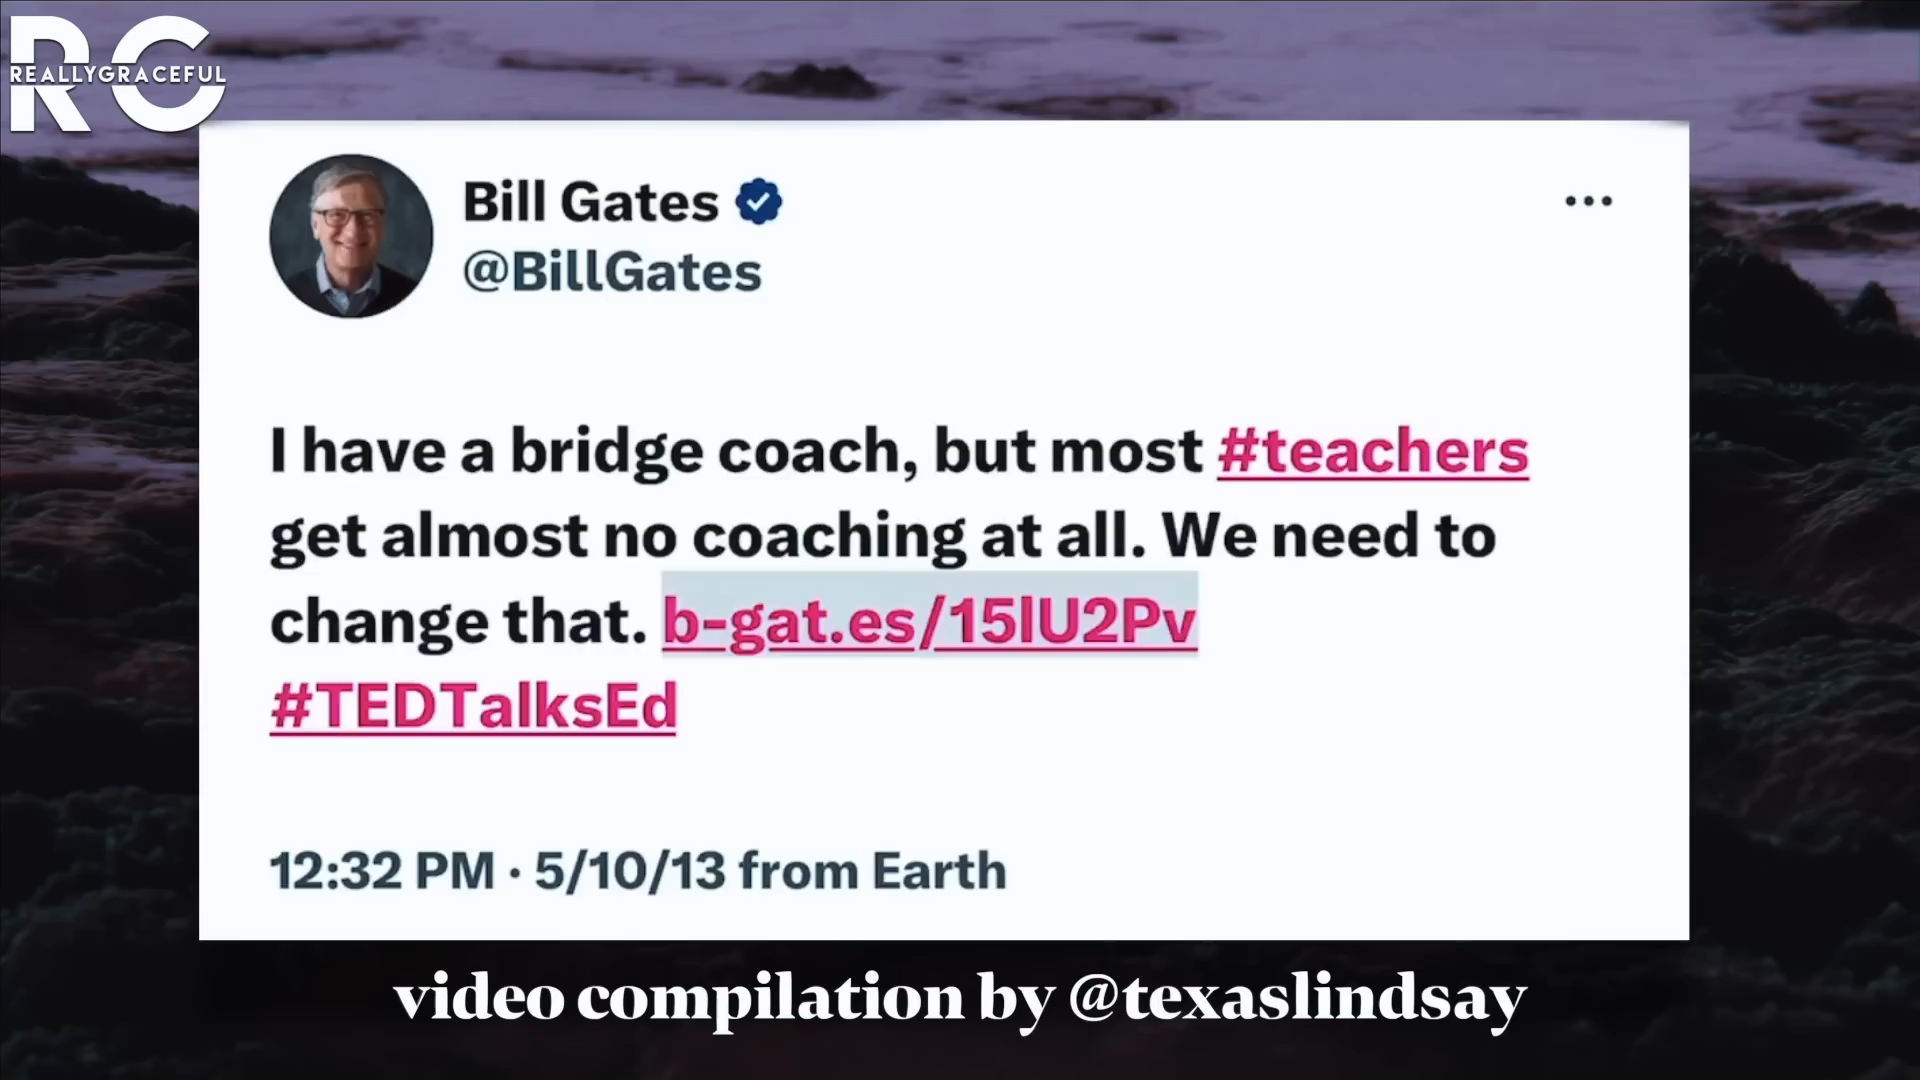 RG
REALLYGRACEFUL
Bill Gates
@BillGates
I have a bridge coach, but most #teachers
get almost no coaching at all. We need to
change that. b-gat.es/15lU2Pv
#TEDTalksEd
12:32 PM · 5/10/13 from Earth
video compilation by @texaslindsay